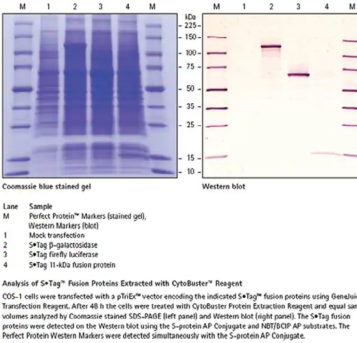 M 1 2 3 4 M kDa M 1 2 3 4 M
- 225 -
- 150 -
- 100 -
- 75 -
- 50 -
- 35 -
- 25 -
- 15 -
- 10 -
Coomassie blue stained gel Western blot
Lane Sample
M Perfect Protein™ Markers (stained gel),
Western Markers (blot)
1 Mock transfection
2 S•Tag β-galactosidase
3 S•Tag firefly luciferase
4 S•Tag 11-kDa fusion protein
Analysis of S•Tag™ Fusion Proteins Extracted with CytoBuster™ Reagent
COS-1 cells were transfected with a pTriEx™ vector encoding the indicated S•Tag™ fusion proteins using GeneJuice
Transfection Reagent. After 48 h the cells were treated with CytoBuster Protein Extraction Reagent and equal sam
volumes analyzed by Coomassie stained SDS-PAGE (left panel) and Western blot (right panel). The S•Tag fusion
proteins were detected on the Western blot using the S-protein AP Conjugate and NBT/BCIP AP substrates. The
Perfect Protein Western Markers were detected simultaneously with the S-protein AP Conjugate.